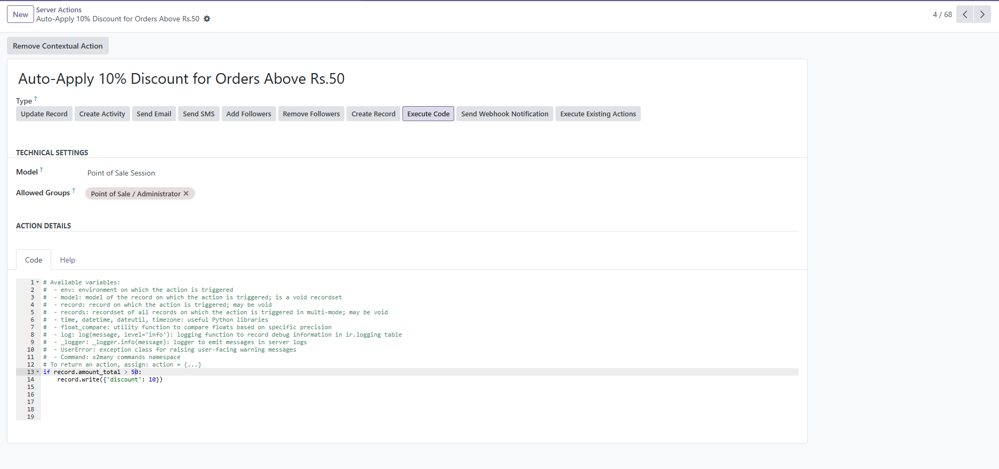 New
Server Actions
Auto-Apply 10% Discount for Orders Above Rs.50
4 / 68
Remove Contextual Action
Auto-Apply 10% Discount for Orders Above Rs.50
Type ?
Update Record Create Activity Send Email Send SMS Add Followers Remove Followers Create Record Execute Code Send Webhook Notification Execute Existing Actions
TECHNICAL SETTINGS
Model ? Point of Sale Session
Allowed Groups ? Point of Sale / Administrator ✕
ACTION DETAILS
Code Help
1 # Available variables:
2 #  - env: environment on which the action is triggered
3 #  - model: model of the record on which the action is triggered; is a void recordset
4 #  - record: record on which the action is triggered; may be void
5 #  - records: recordset of all records on which the action is triggered in multi-mode; may be void
6 #  - time, datetime, dateutil, timezone: useful Python libraries
7 #  - float_compare: utility function to compare floats based on specific precision
8 #  - log: log(message, level='info'): logging function to record debug information in ir.logging table
9 #  - _logger: _logger.info(message): logger to emit messages in server logs
10 #  - UserError: exception class for raising user-facing warning messages
11 #  - Command: x2many commands namespace
12 # To return an action, assign: action = {...}
13 if record.amount_total > 50:
14     record.write({'discount': 10})
15
16
17
18
19